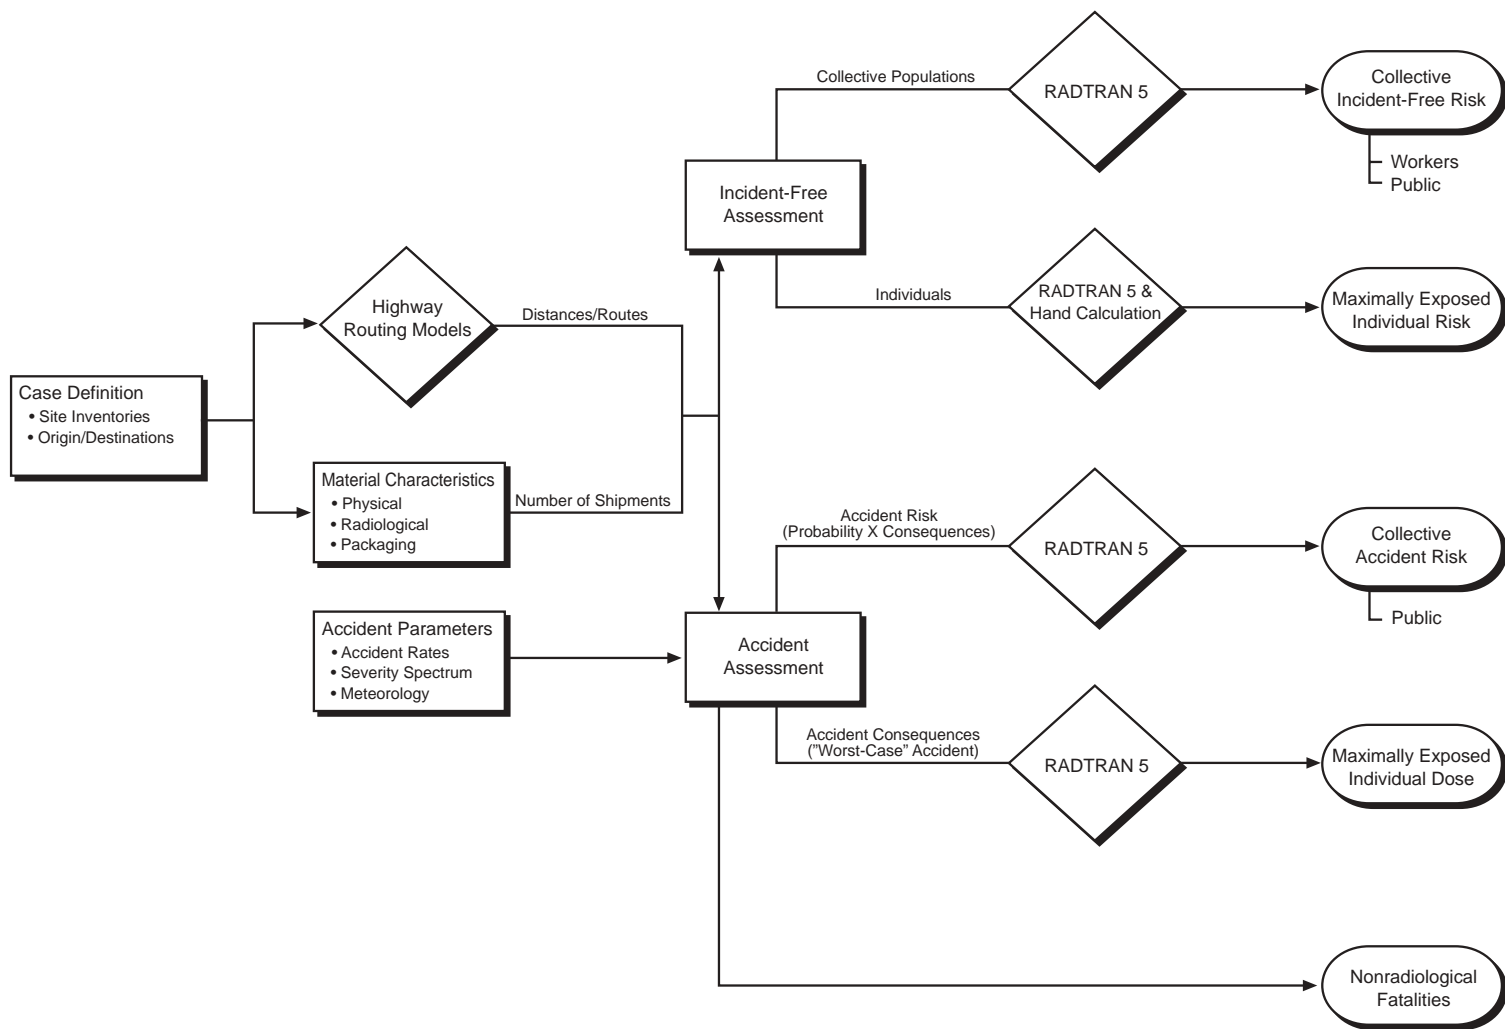 Case Definition
• Site Inventories
• Origin/Destinations
Highway
Routing Models
Distances/Routes
Material Characteristics
• Physical
• Radiological
• Packaging
Number of Shipments
Accident Parameters
• Accident Rates
• Severity Spectrum
• Meteorology
Incident-Free
Assessment
Collective Populations
RADTRAN 5
Collective
Incident-Free Risk
Workers
Public
Individuals
RADTRAN 5 &
Hand Calculation
Maximally Exposed
Individual Risk
Accident
Assessment
Accident Risk
(Probability X Consequences)
RADTRAN 5
Collective
Accident Risk
Public
Accident Consequences
(”Worst-Case” Accident)
RADTRAN 5
Maximally Exposed
Individual Dose
Nonradiological
Fatalities